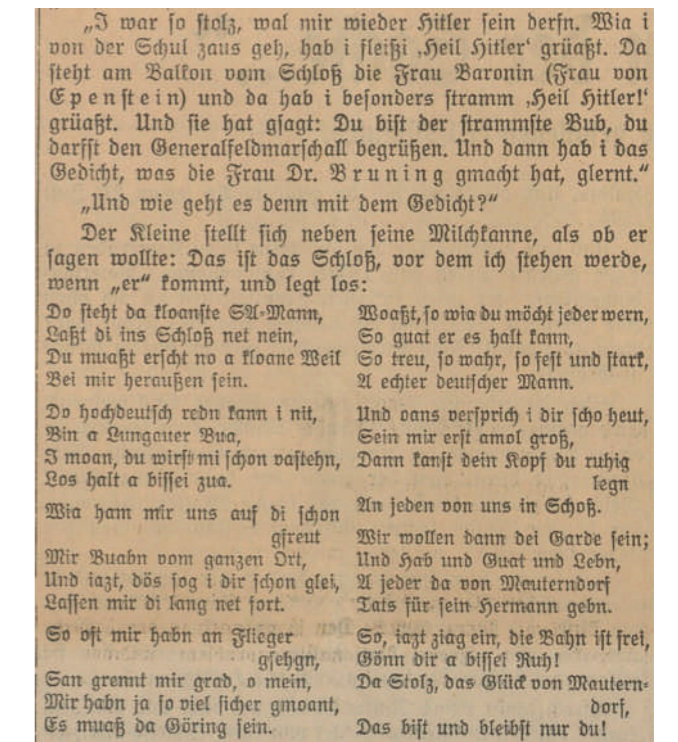 „I war so stolz, wal mir wieder Hitler sein derfn. Wia i
von der Schul zaus geh, hab i fleißi ‚Heil Hitler‘ grüaßt. Da
steht am Balkon vom Schloß die Frau Baronin (Frau von
Epenstein) und da hab i besonders stramm ‚Heil Hitler!‘
grüaßt. Und sie hat gsagt: Du bist der strammste Bub, du
darfst den Generalfeldmarschall begrüßen. Und dann hab i das
Gedicht, was die Frau Dr. Bruning gmacht hat, glernt.“
„Und wie geht es denn mit dem Gedicht?“
Der Kleine stellt sich neben seine Milchkanne, als ob er
sagen wollte: Das ist das Schloß, vor dem ich stehen werde,
wenn „er“ kommt, und legt los:
Do steht da kloanste SA-Mann,
Laßt di ins Schloß net nein,
Du muaßt erscht no a kloane Weil
Bei mir heraußen sein.
Do hochdeutsch redn kann i nit,
Bin a Lungauer Bua,
I moan, du wirst mi schon vastehn,
Los halt a bissei zua.
Wia ham mir uns auf di schon
gfreut
Mir Buabn vom ganzen Ort,
Und iazt, dös sog i dir schon glei,
Lassen mir di lang net fort.
So oft mir habn an Flieger
gsehgn,
San grennt mir grad, o mein,
Mir habn ja so viel sicher gmoant,
Es muaß da Göring sein.
Woaßt, so wia du möcht jeder wern,
So guat er es halt kann,
So treu, so wahr, so fest und stark,
A echter deutscher Mann.
Und oans versprich i dir scho heut,
Sein mir erst amol groß,
Dann kanst dein Kopf du ruhig
legn
An jeden von uns in Schoß.
Wir wollen dann dei Garde sein;
Und Hab und Guat und Lebn,
A jeder da von Mauterndorf
Tats für sein Hermann gebn.
So, iazt ziag ein, die Bahn ist frei,
Gönn dir a bissei Ruh!
Da Stolz, das Glück von Mautern-
dorf,
Das bist und bleibst nur du!